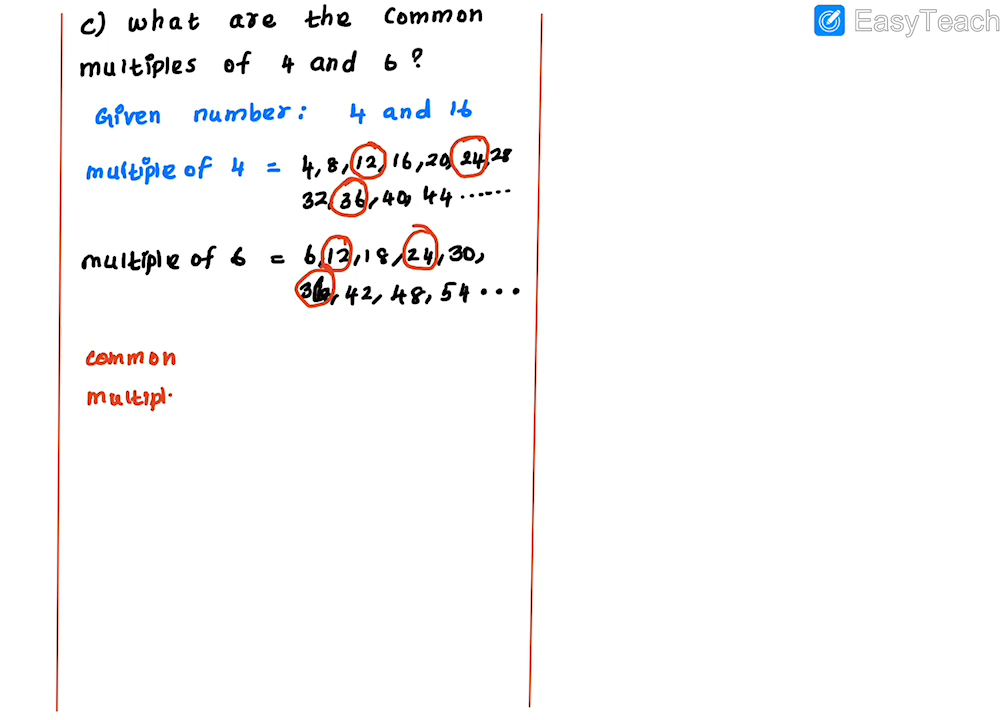 EasyTeach
c) what are the common
multiples of 4 and 6 ?
Given number: 4 and 16
multiple of 4 = 4, 8, 12, 16, 20, 24, 28
32, 36, 40, 44 ......
multiple of 6 = 6, 12, 18, 24, 30,
36, 42, 48, 54 ...
common
multipl.